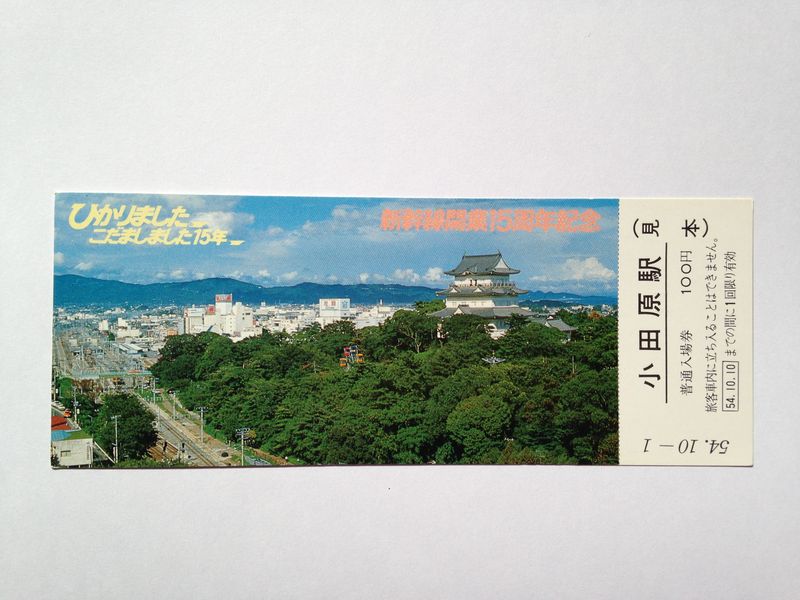 ひかりました
こだましました15年
新幹線開業15周年記念
(見本)
小田原駅
普通入場券 100円
旅客車内に立ち入ることはできません。
54.10.10 までの間に1回限り有効
54.10-1